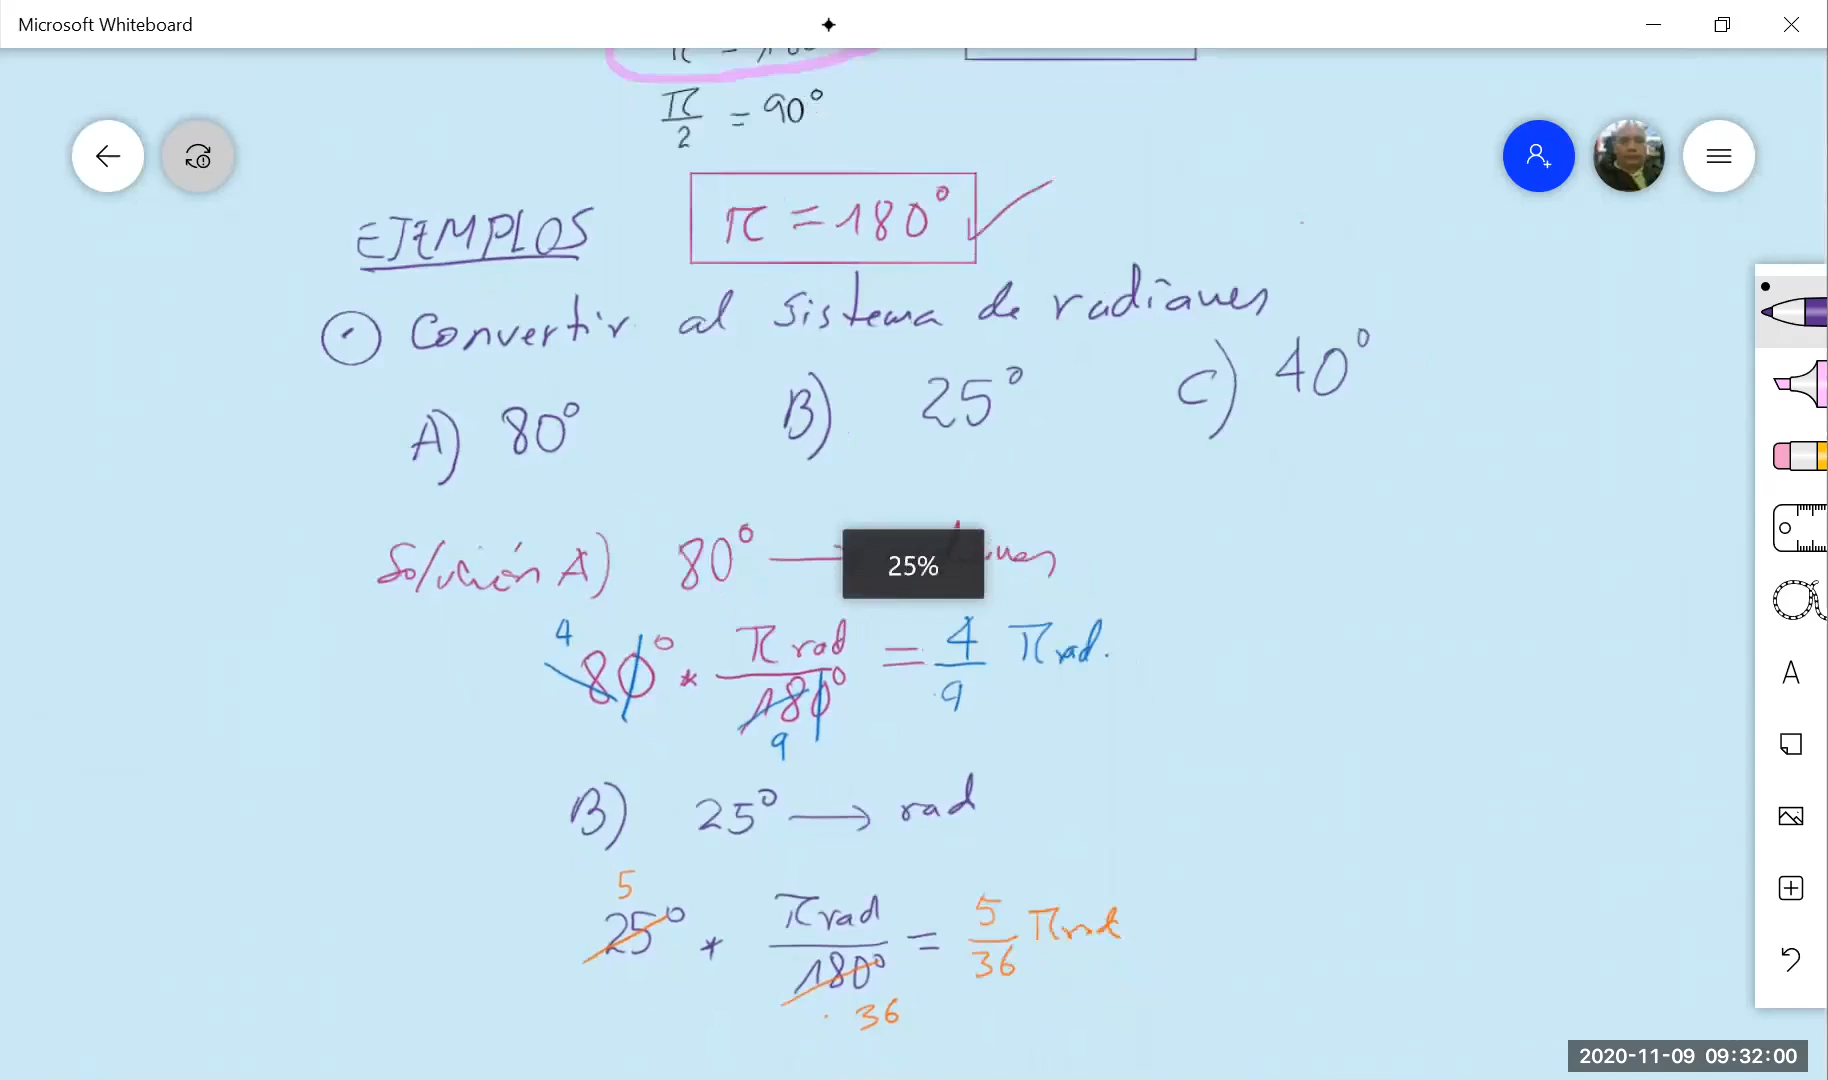 Microsoft Whiteboard
π/2 = 90°
EJEMPLOS
π = 180°
Convertir al sistema de radianes
A) 80° B) 25° C) 40°
Solución A) 80°
25%
4
80° * π rad/180° = 4/9 π rad.
9
B) 25° → rad
5
25° * π rad/180° = 5/36 π rad
36
A
2020-11-09 09:32:00